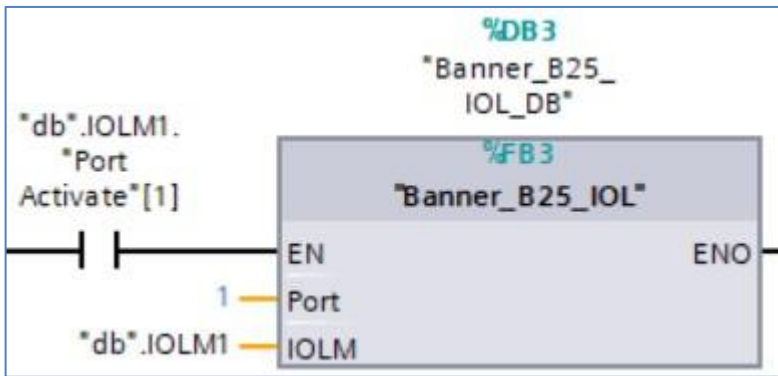 %DB3
"Banner_B25_
IOL_DB"
"db".IOLM1.
"Port
Activate"[1]
%FB3
"Banner_B25_IOL"
EN ENO
1 Port
"db".IOLM1 IOLM